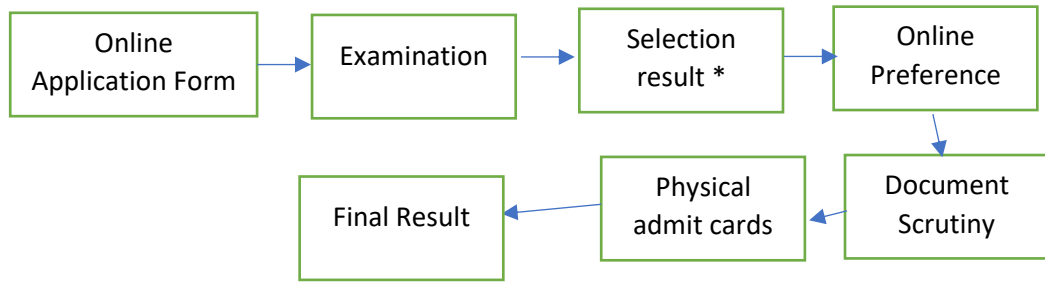 Online
Application Form
Examination
Selection
result *
Online
Preference
Document
Scrutiny
Physical
admit cards
Final Result